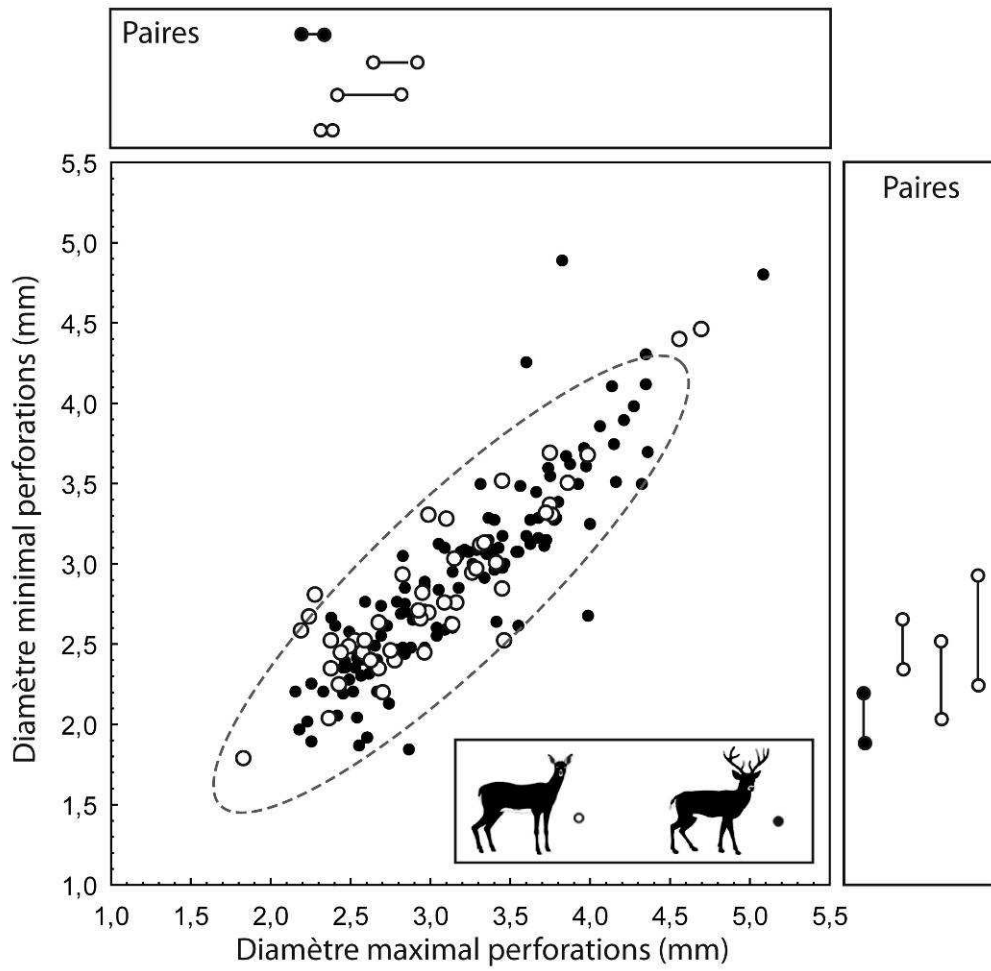 Paires
Paires
5,5
5,0
4,5
4,0
3,5
3,0
2,5
2,0
1,5
1,0
Diamètre minimal perforations (mm)
1,0 1,5 2,0 2,5 3,0 3,5 4,0 4,5 5,0 5,5
Diamètre maximal perforations (mm)